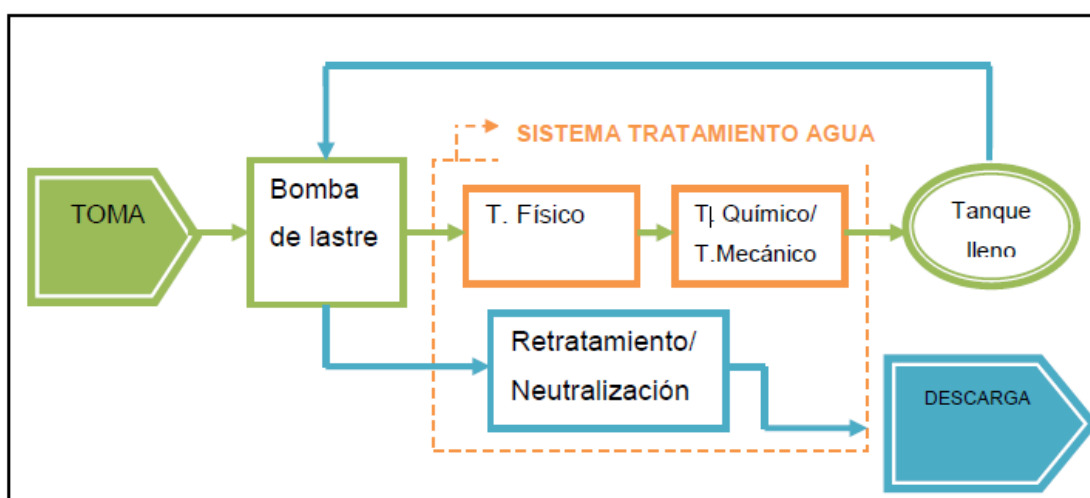 SISTEMA TRATAMIENTO AGUA
TOMA
Bomba
de lastre
T. Físico
T. Químico/
T.Mecánico
Tanque
lleno
Retratamiento/
Neutralización
DESCARGA